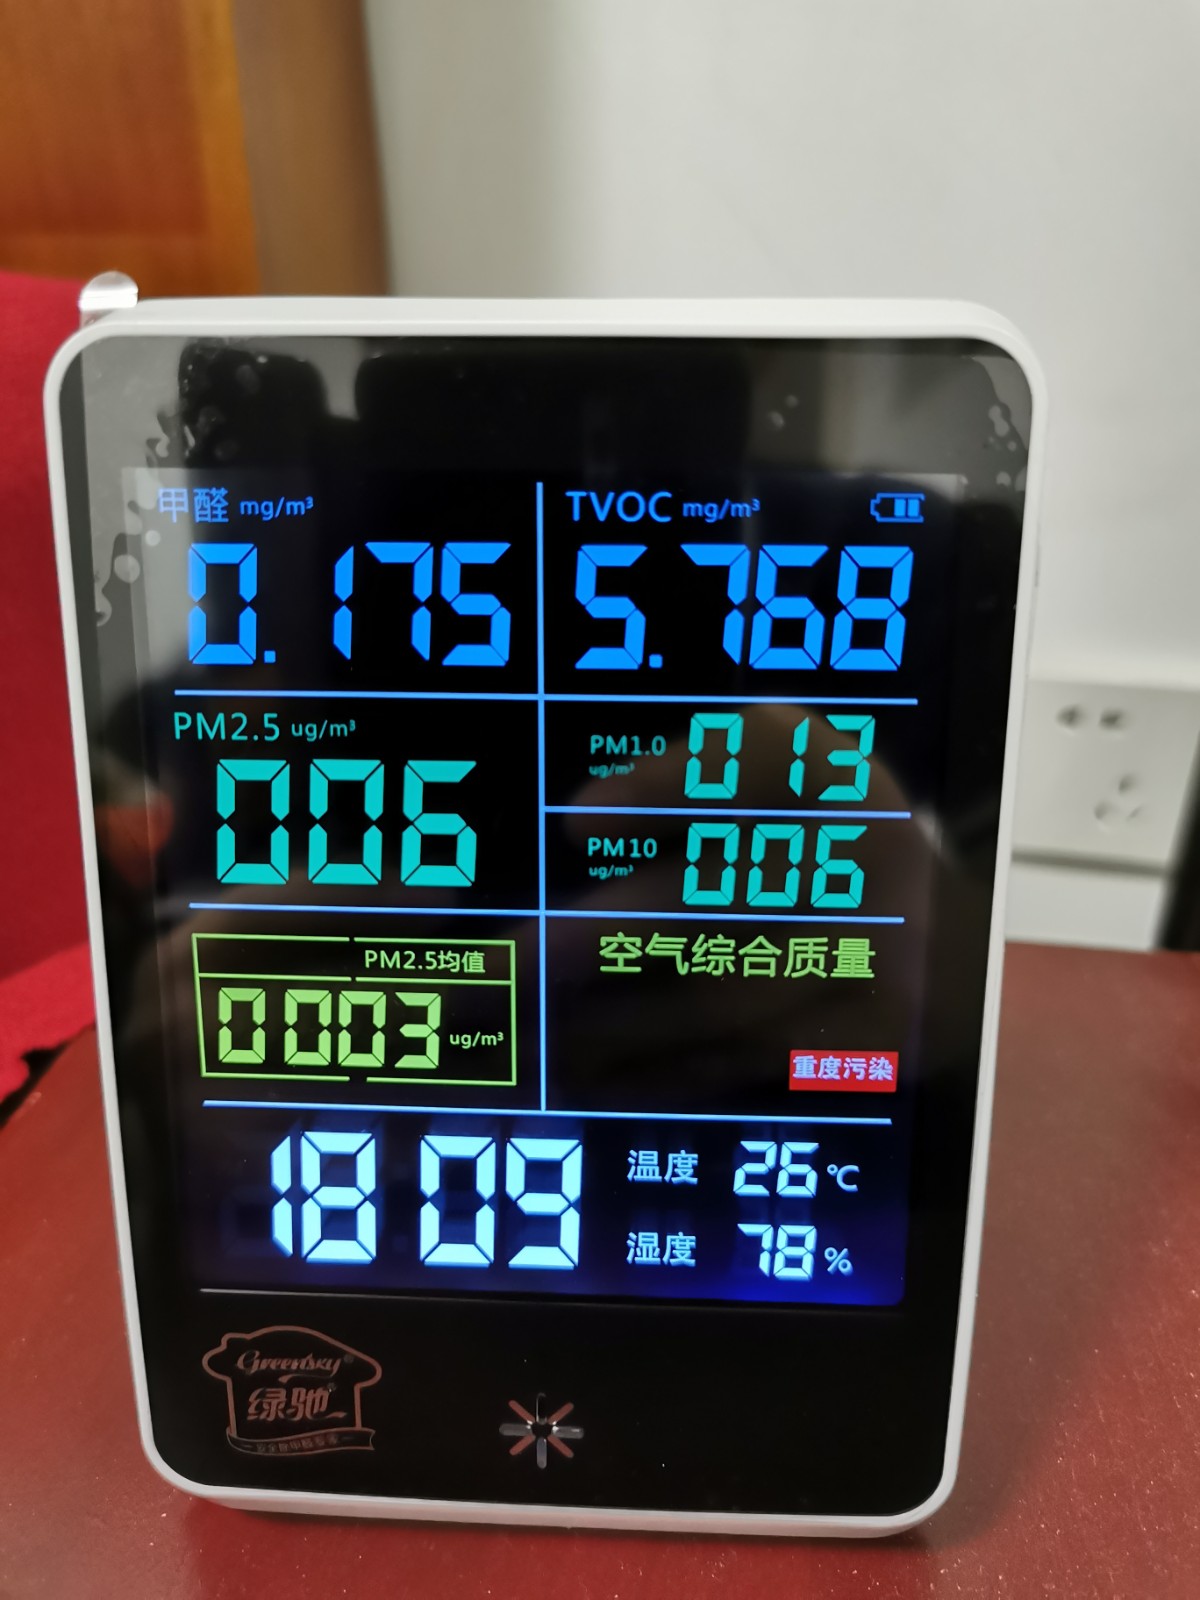 甲醛 mg/m³
0.175
TVOC mg/m³
5.768
PM2.5 ug/m³
006
PM1.0
ug/m³
013
PM10
ug/m³
006
PM2.5均值
0003 ug/m³
空气综合质量
重度污染
18 09
温度 26 ℃
湿度 78 %
Greensky®
绿驰